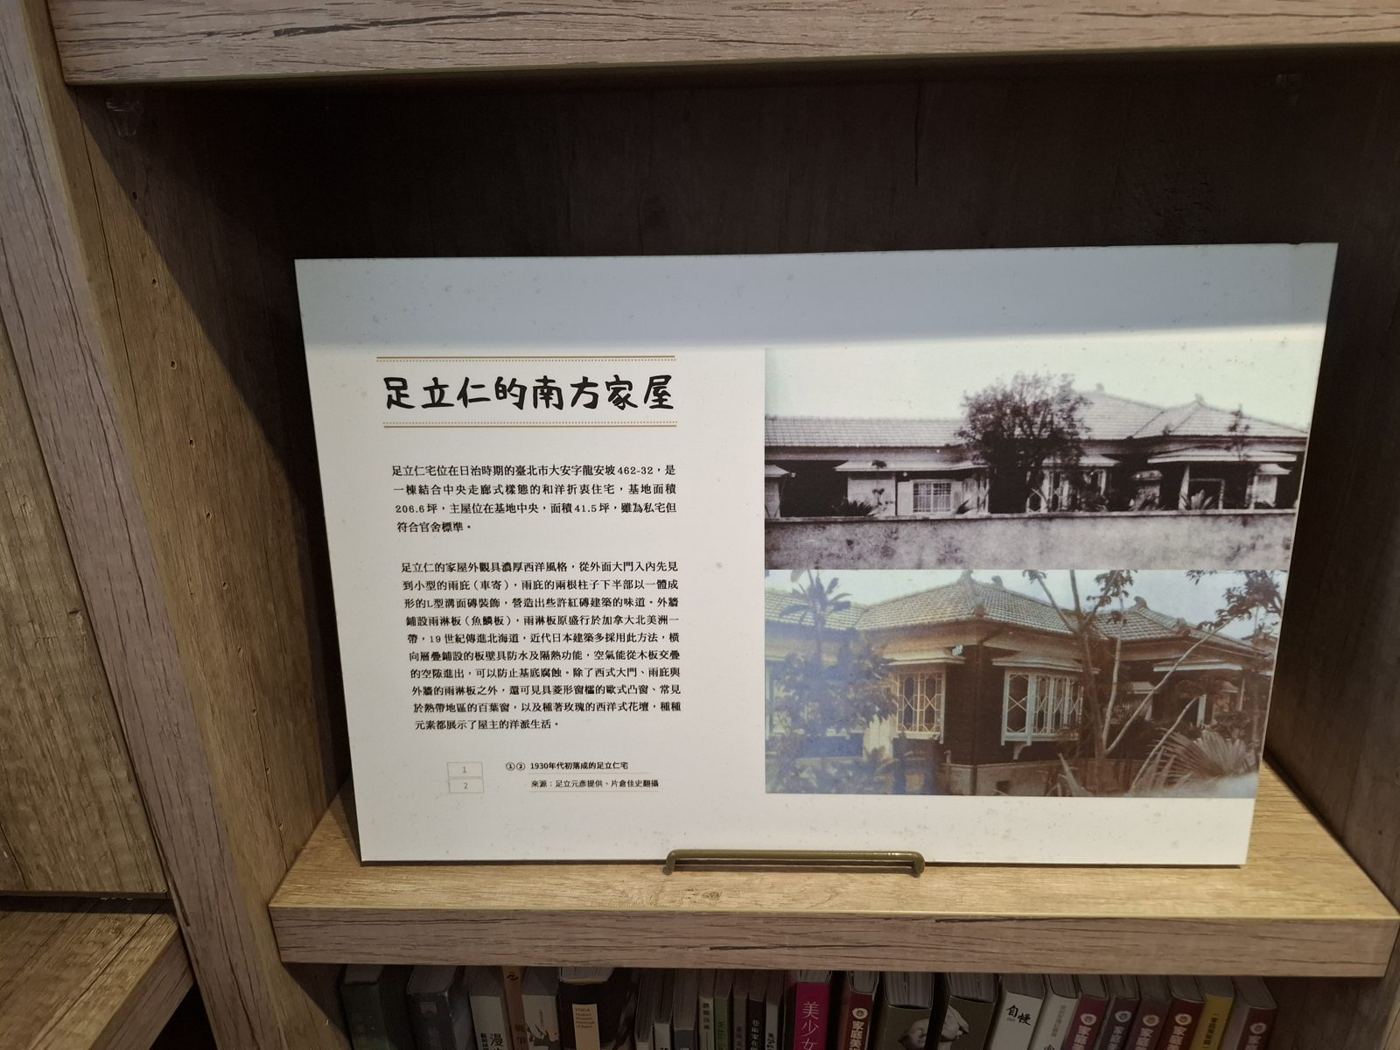 足立仁的南方家屋
足立仁宅位在日治時期的臺北市大安字龍安坡462-32，是
一棟結合中央走廊式樣態的和洋折衷住宅，基地面積
206.6坪，主屋位在基地中央，面積41.5坪，雖為私宅但
符合官舍標準。
足立仁的家屋外觀具濃厚西洋風格，從外面大門入內先見
到小型的雨庇（車寄），雨庇的兩根柱子下半部以一體成
形的L型溝面磚裝飾，營造出些許紅磚建築的味道。外牆
鋪設雨淋板（魚鱗板），雨淋板原盛行於加拿大北美洲一
帶，19世紀傳進北海道，近代日本建築多採用此方法，橫
向層疊鋪設的板壁具防水及隔熱功能，空氣能從木板交疊
的空隙進出，可以防止基底腐蝕。除了西式大門、雨庇與
外牆的雨淋板之外，還可見具菱形窗櫺的歐式凸窗、常見
於熱帶地區的百葉窗，以及種著玫瑰的西洋式花壇，種種
元素都展示了屋主的洋派生活。
1
2
①② 1930年代初落成的足立仁宅
來源：足立元彥提供、片倉佳史翻攝
美少女
自慢
家庭美